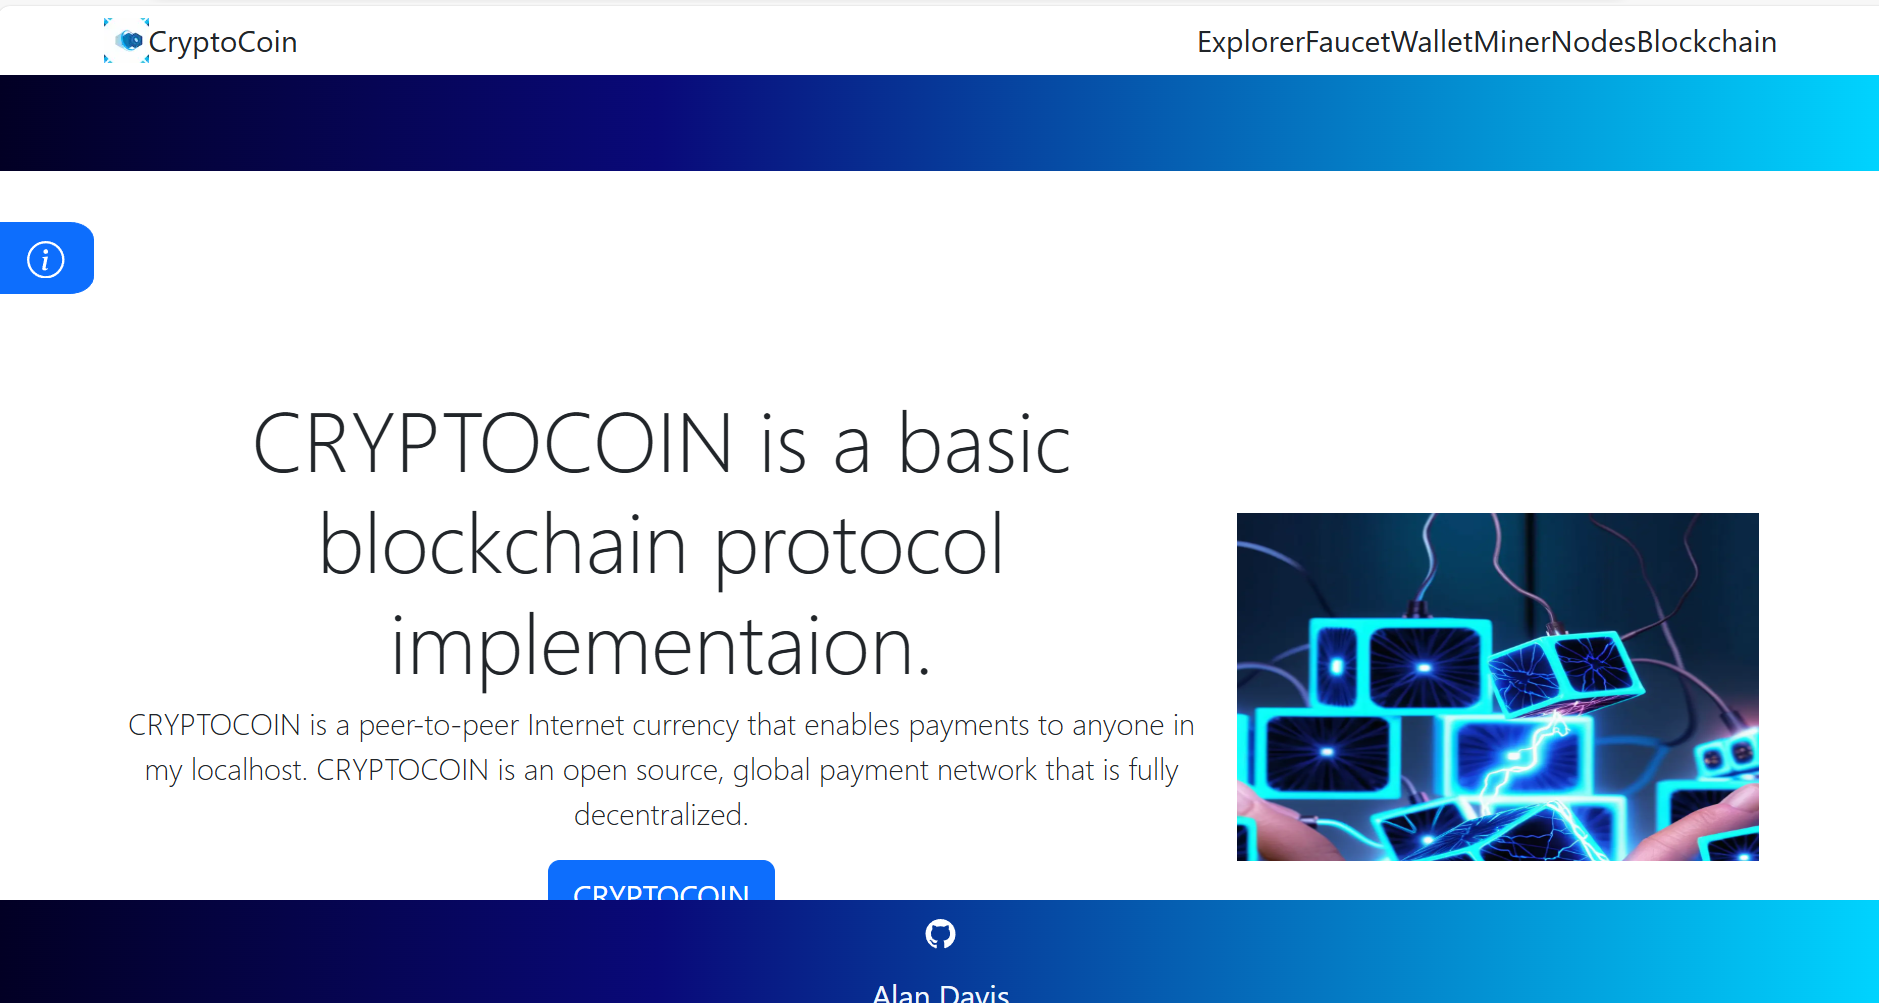 CryptoCoin
ExplorerFaucetWalletMinerNodesBlockchain
i
CRYPTOCOIN is a basic
blockchain protocol
implementaion.
CRYPTOCOIN is a peer-to-peer Internet currency that enables payments to anyone in
my localhost. CRYPTOCOIN is an open source, global payment network that is fully
decentralized.
CRYPTOCOIN
Alan Davis